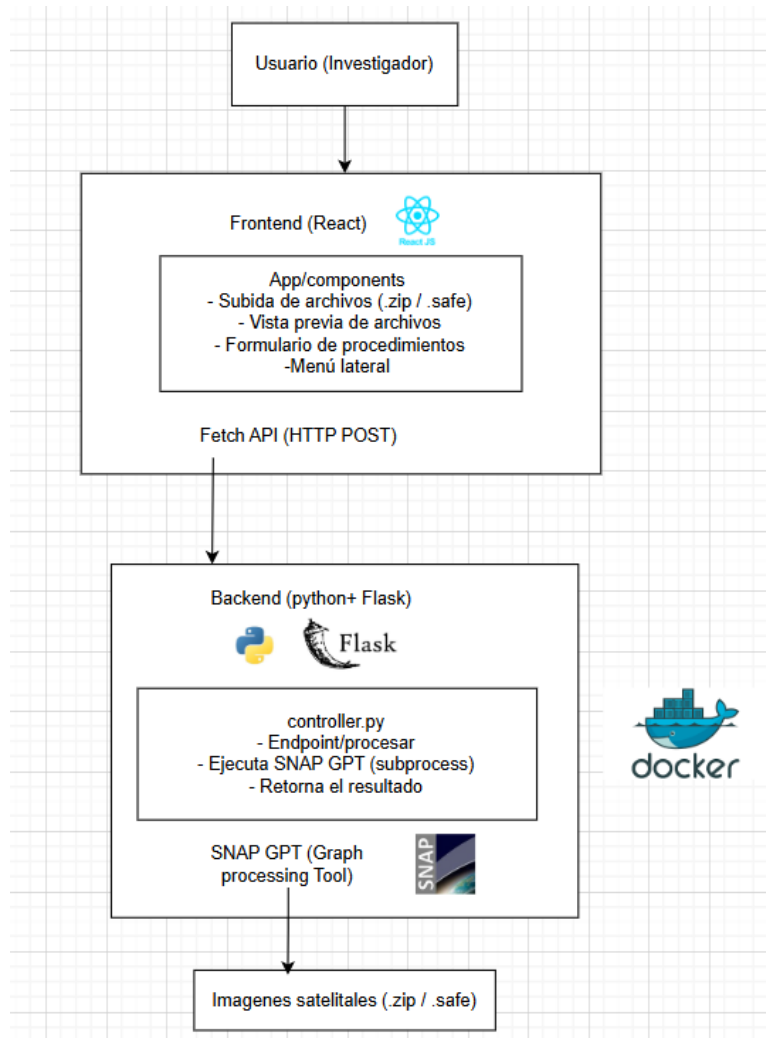 Usuario (Investigador)
Frontend (React)
React JS
App/components
- Subida de archivos (.zip / .safe)
- Vista previa de archivos
- Formulario de procedimientos
-Menú lateral
Fetch API (HTTP POST)
Backend (python+ Flask)
Flask
controller.py
- Endpoint/procesar
- Ejecuta SNAP GPT (subprocess)
- Retorna el resultado
docker
SNAP GPT (Graph
processing Tool)
SNAP
Imagenes satelitales (.zip / .safe)